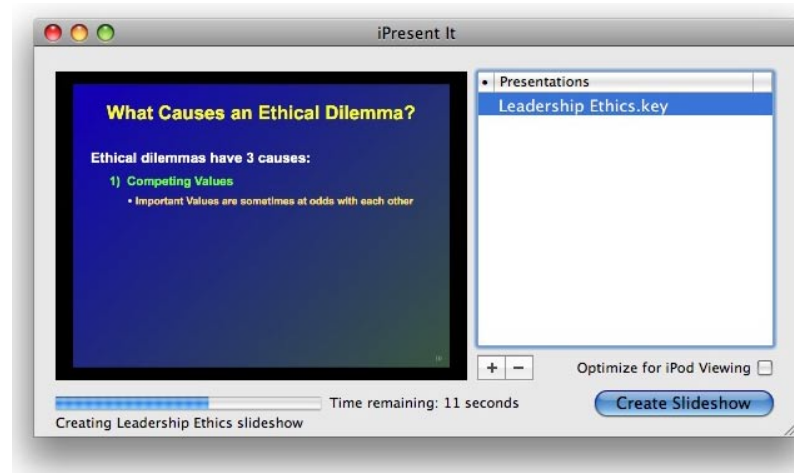 iPresent It
What Causes an Ethical Dilemma?
Ethical dilemmas have 3 causes:
1) Competing Values
• Important Values are sometimes at odds with each other
• Presentations
Leadership Ethics.key
+ −
Optimize for iPod Viewing
Time remaining: 11 seconds
Create Slideshow
Creating Leadership Ethics slideshow